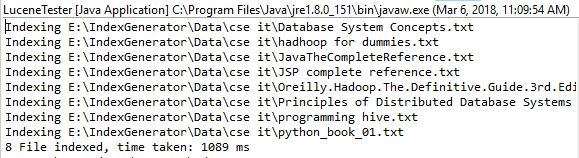 LuceneTester [Java Application] C:\Program Files\Java\jre1.8.0_151\bin\javaw.exe (Mar 6, 2018, 11:09:54 AM)
Indexing E:\IndexGenerator\Data\cse it\Database System Concepts.txt
Indexing E:\IndexGenerator\Data\cse it\hadhoop for dummies.txt
Indexing E:\IndexGenerator\Data\cse it\JavaTheCompleteReference.txt
Indexing E:\IndexGenerator\Data\cse it\JSP complete reference.txt
Indexing E:\IndexGenerator\Data\cse it\Oreilly.Hadoop.The.Definitive.Guide.3rd.Edi
Indexing E:\IndexGenerator\Data\cse it\Principles of Distributed Database Systems
Indexing E:\IndexGenerator\Data\cse it\programming hive.txt
Indexing E:\IndexGenerator\Data\cse it\python_book_01.txt
8 File indexed, time taken: 1089 ms